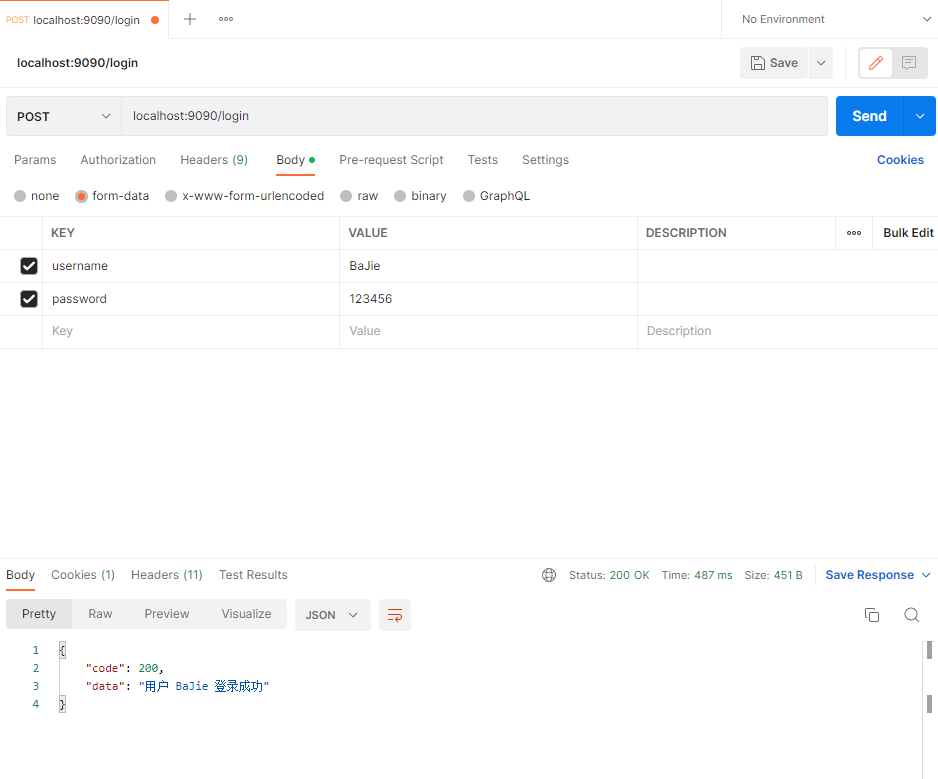 POST localhost:9090/login No Environment
localhost:9090/login Save
POST localhost:9090/login Send
Params Authorization Headers (9) Body Pre-request Script Tests Settings Cookies
none form-data x-www-form-urlencoded raw binary GraphQL
KEY VALUE DESCRIPTION Bulk Edit
username BaJie
password 123456
Key Value Description
Body Cookies (1) Headers (11) Test Results Status: 200 OK Time: 487 ms Size: 451 B Save Response
Pretty Raw Preview Visualize JSON
1 {
2 "code": 200,
3 "data": "用户 BaJie 登录成功"
4 }